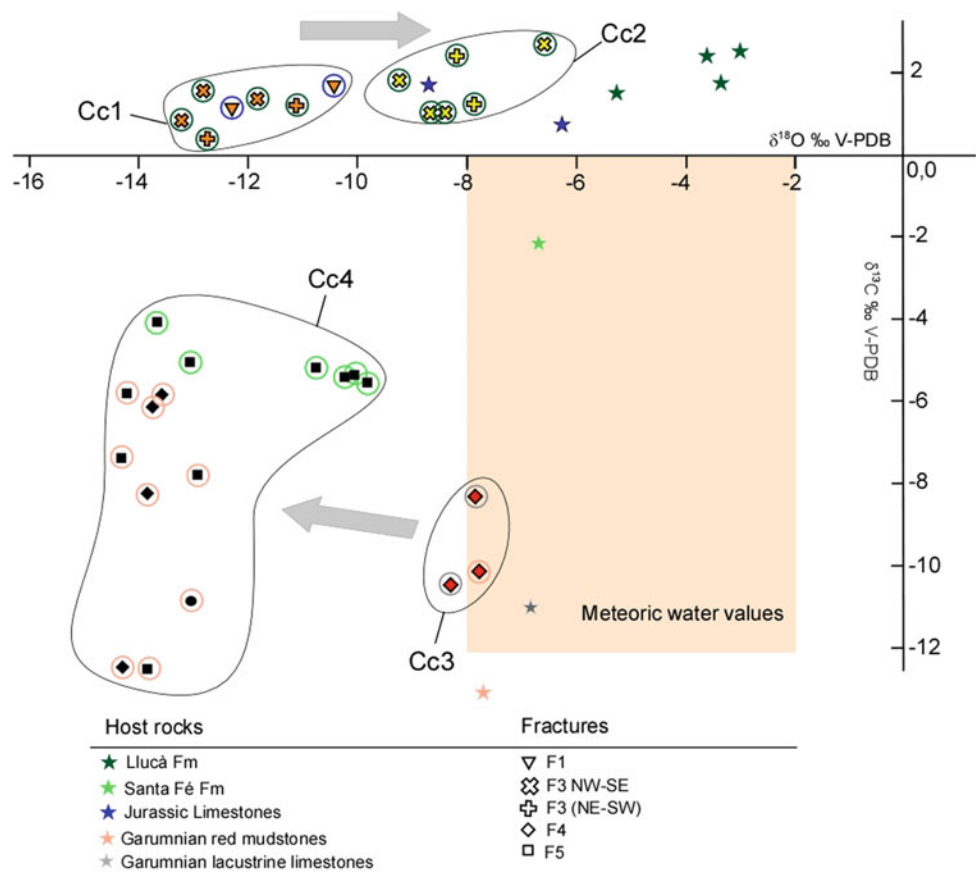 Cc1
Cc2
2
δ18O ‰ V-PDB
-16 -14 -12 -10 -8 -6 -4 -2 0,0
-2
-4
-6
-8
-10
-12
δ13C ‰ V-PDB
Cc4
Meteoric water values
Cc3
Host rocks
Llucà Fm
Santa Fé Fm
Jurassic Limestones
Garumnian red mudstones
Garumnian lacustrine limestones
Fractures
F1
F3 NW-SE
F3 (NE-SW)
F4
F5